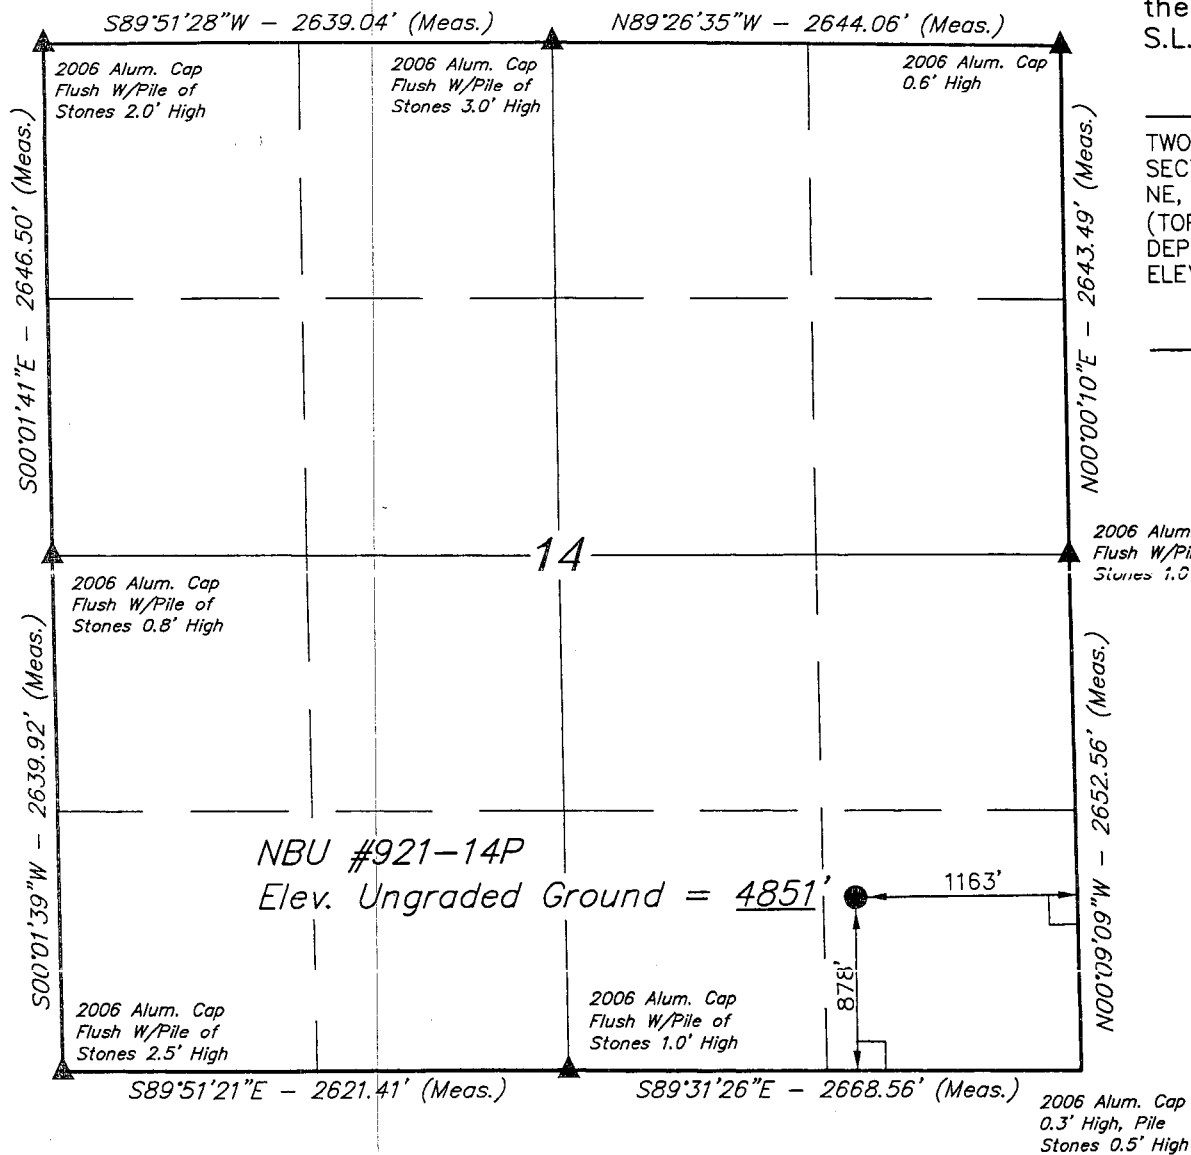 S89°51'28"W - 2639.04' (Meas.)
N89°26'35"W - 2644.06' (Meas.)
the
S.L.
2006 Alum. Cap
Flush W/Pile of
Stones 2.0' High
2006 Alum. Cap
Flush W/Pile of
Stones 3.0' High
2006 Alum. Cap
0.6' High
S00°01'41"E - 2646.50' (Meas.)
N00°00'10"E - 2643.49' (Meas.)
TWO
SEC
NE,
(TOP
DEP
ELEV
14
2006 Alum.
Flush W/Pil
Stones 1.0
2006 Alum. Cap
Flush W/Pile of
Stones 0.8' High
S00°01'39"W - 2639.92' (Meas.)
N00°09'09"W - 2652.56' (Meas.)
NBU #921-14P
Elev. Ungraded Ground = 4851'
1163'
878'
2006 Alum. Cap
Flush W/Pile of
Stones 2.5' High
2006 Alum. Cap
Flush W/Pile of
Stones 1.0' High
S89°51'21"E - 2621.41' (Meas.)
S89°31'26"E - 2668.56' (Meas.)
2006 Alum. Cap
0.3' High, Pile
Stones 0.5' High